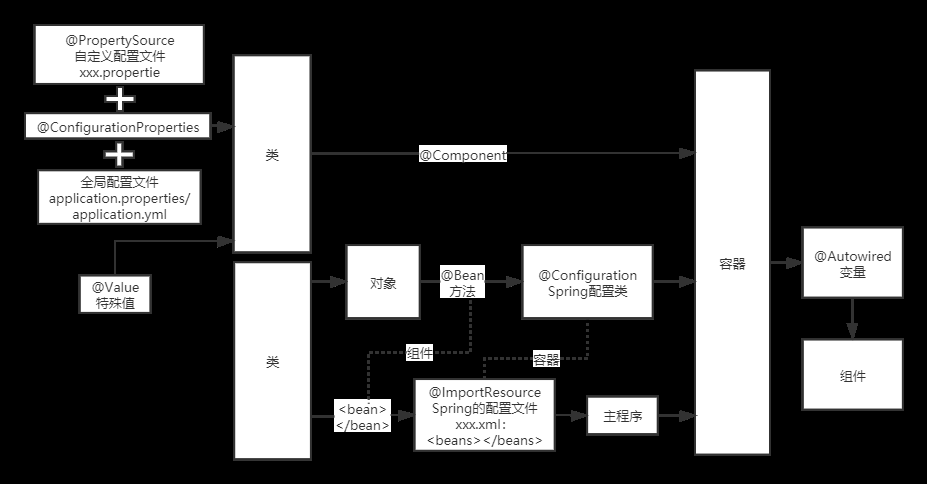 @PropertySource
自定义配置文件
xxx.propertie
@ConfigurationProperties
全局配置文件
application.properties/
application.yml
@Value
特殊值
类
@Component
类
对象
@Bean
方法
@Configuration
Spring配置类
组件
容器
<bean>
</bean>
@ImportResource
Spring的配置文件
xxx.xml:
<beans></beans>
主程序
容器
@Autowired
变量
组件